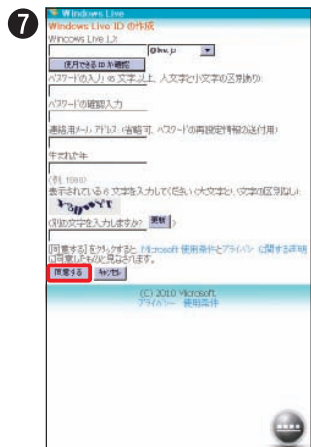 7
Windows Live
Windows Live ID の作成
Windows Live ID:
@live.jp
使用できる ID か確認
パスワードの入力 (6 文字以上、大文字と小文字の区別あり):
パスワードの確認入力
連絡用メール アドレス (省略可、パスワードの再設定情報の送付用)
生まれた年
(例: 1990)
表示されている 6 文字を入力してください (大文字と小文字の区別なし):
(別の文字を入力しますか? 更新 )
[同意する] をクリックすると、Microsoft 使用条件とプライバシーに関する声明
に同意したものと見なされます。
同意する キャンセル
(C) 2010 Microsoft.
プライバシー 使用条件